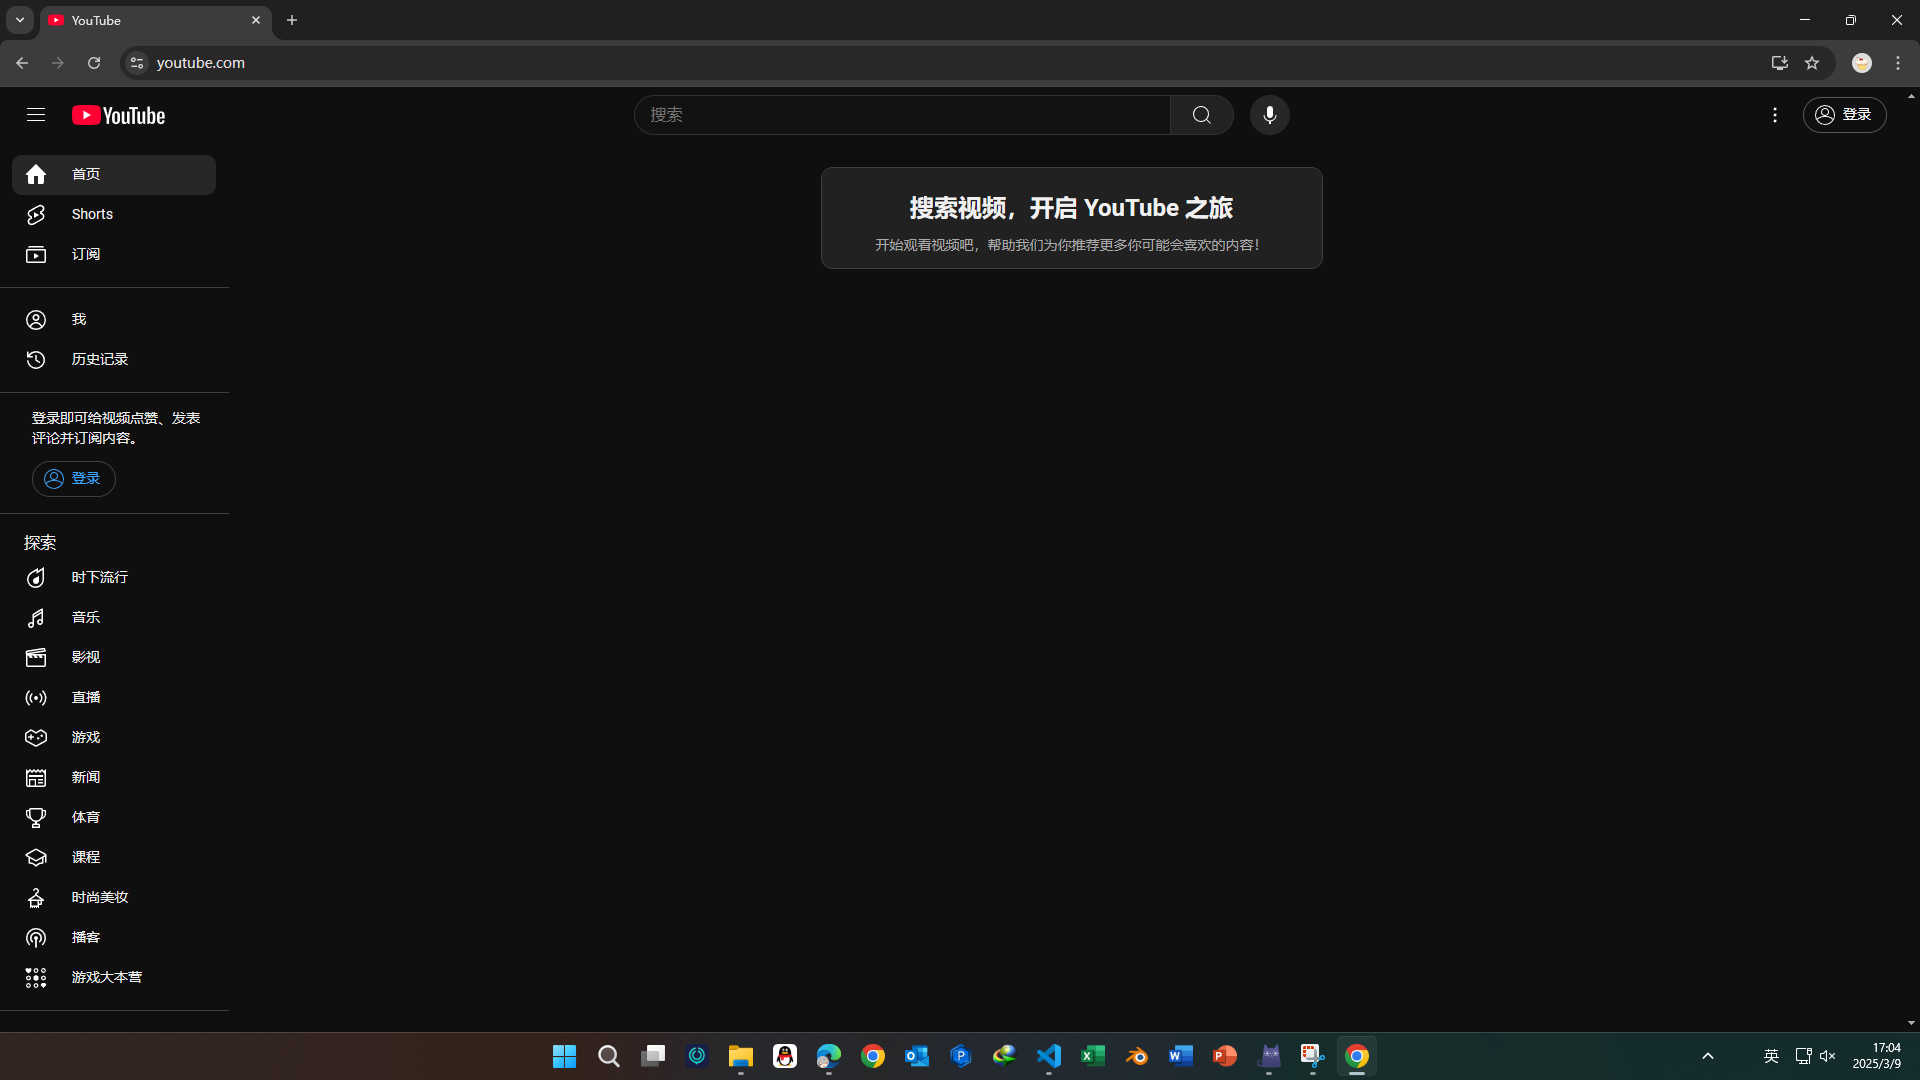 YouTube
youtube.com
YouTube
搜索
登录
首页
Shorts
订阅
我
历史记录
登录即可给视频点赞、发表
评论并订阅内容。
登录
探索
时下流行
音乐
影视
直播
游戏
新闻
体育
课程
时尚美妆
播客
游戏大本营
搜索视频，开启 YouTube 之旅
开始观看视频吧，帮助我们为你推荐更多你可能会喜欢的内容！
英
17:04
2025/3/9